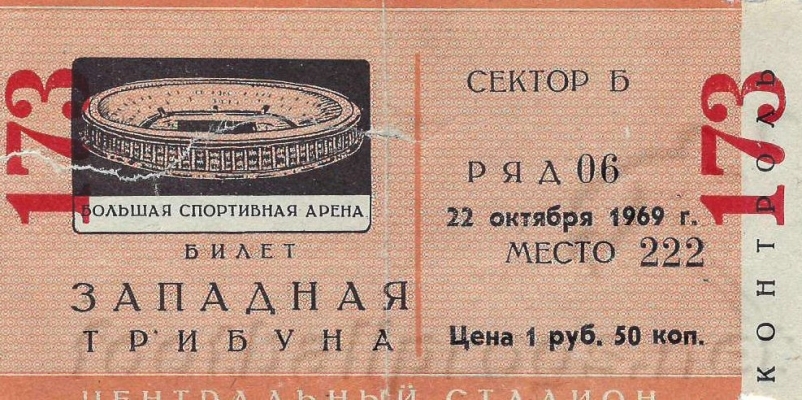 173
БОЛЬШАЯ СПОРТИВНАЯ АРЕНА
БИЛЕТ
ЗАПАДНАЯ
ТРИБУНА
СЕКТОР Б
РЯД 06
22 октября 1969 г.
МЕСТО 222
Цена 1 руб. 50 коп.
173
КОНТРОЛЬ
ЦЕНТРАЛЬНЫЙ СТАДИОН